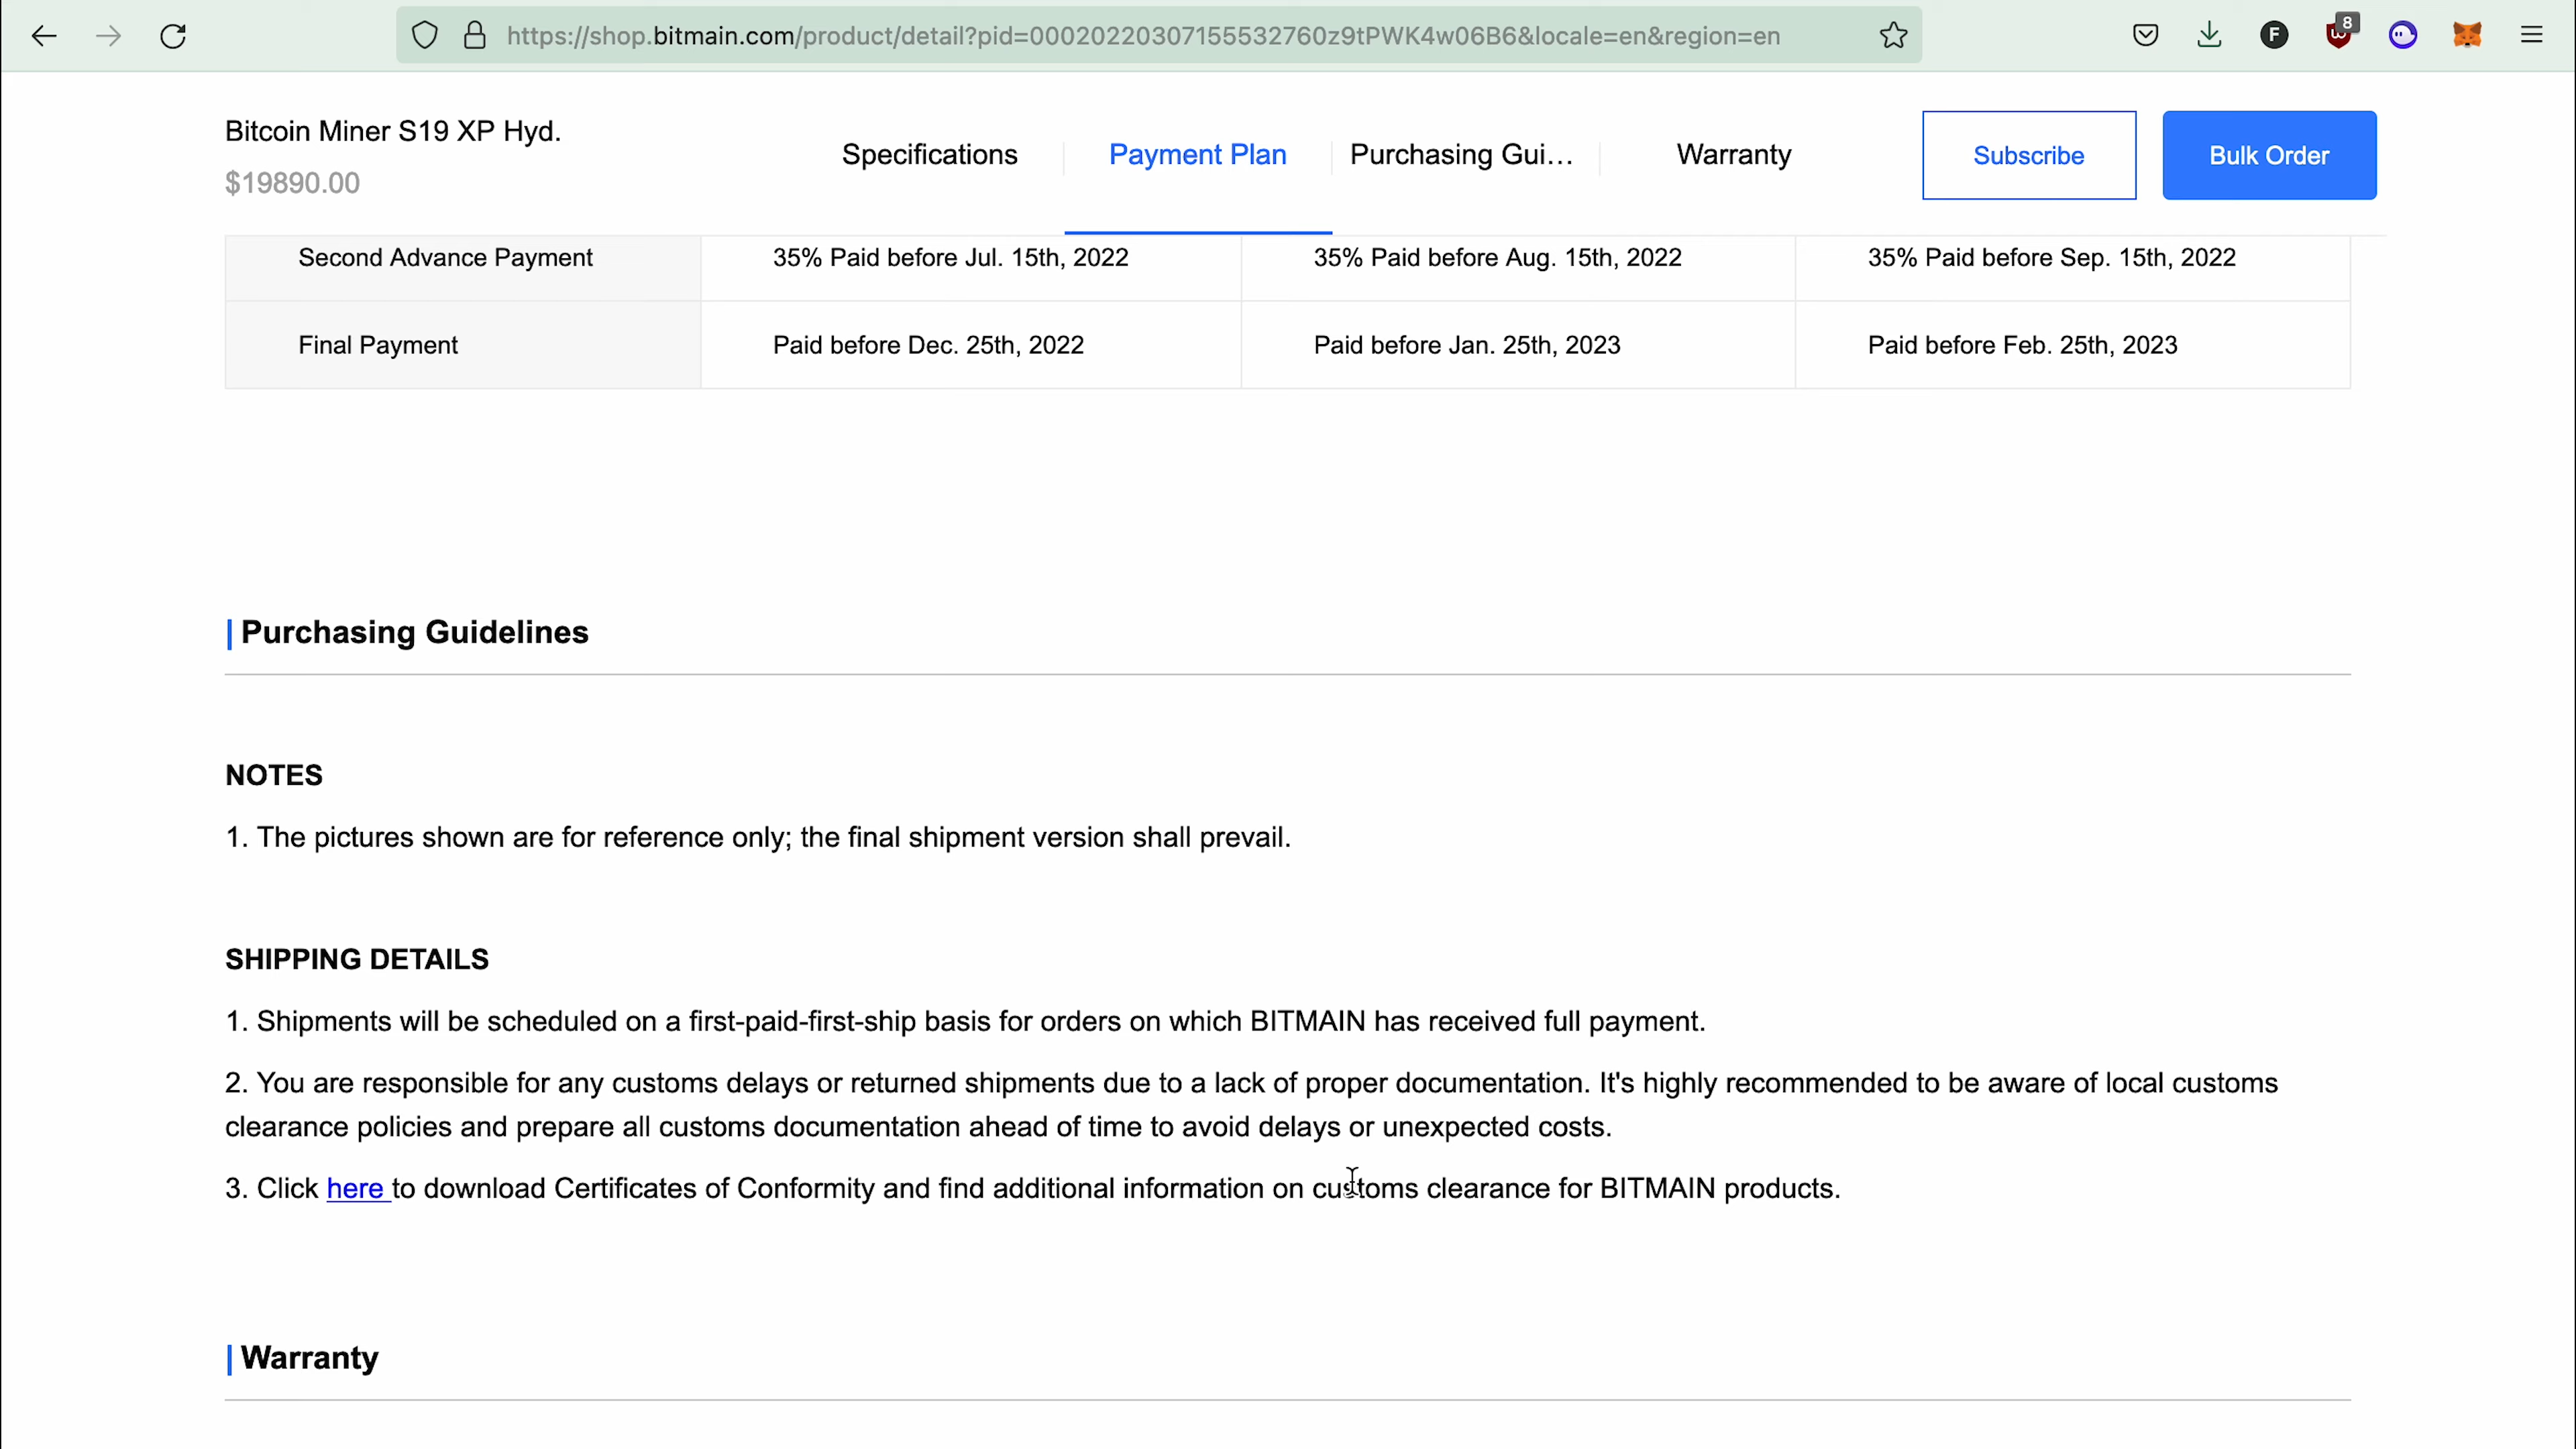 https://shop.bitmain.com/product/detail?pid=00020220307155532760z9tPWK4w06B6&locale=en&region=en
8
F
Bitcoin Miner S19 XP Hyd.
$19890.00
Specifications
Payment Plan
Purchasing Gui...
Warranty
Subscribe
Bulk Order
Second Advance Payment
35% Paid before Jul. 15th, 2022
35% Paid before Aug. 15th, 2022
35% Paid before Sep. 15th, 2022
Final Payment
Paid before Dec. 25th, 2022
Paid before Jan. 25th, 2023
Paid before Feb. 25th, 2023
Purchasing Guidelines
NOTES
1. The pictures shown are for reference only; the final shipment version shall prevail.
SHIPPING DETAILS
1. Shipments will be scheduled on a first-paid-first-ship basis for orders on which BITMAIN has received full payment.
2. You are responsible for any customs delays or returned shipments due to a lack of proper documentation. It's highly recommended to be aware of local customs
clearance policies and prepare all customs documentation ahead of time to avoid delays or unexpected costs.
3. Click here to download Certificates of Conformity and find additional information on customs clearance for BITMAIN products.
Warranty